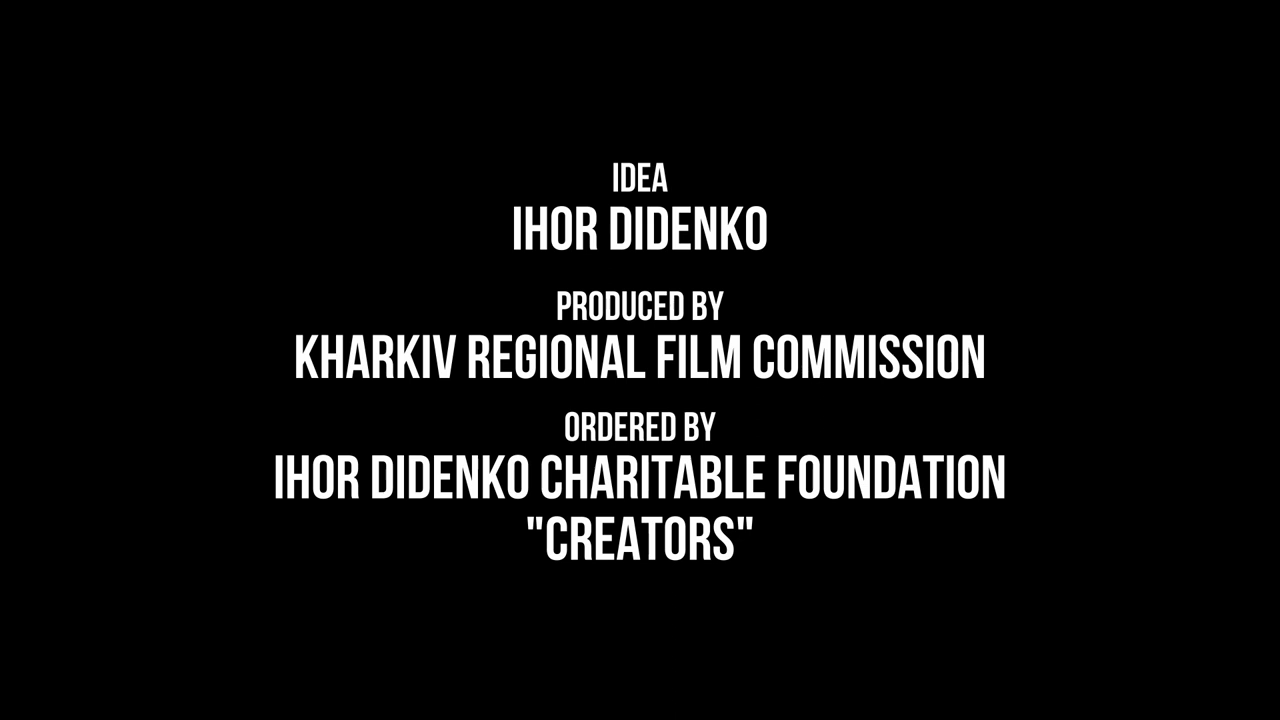 IDEA
IHOR DIDENKO
PRODUCED BY
KHARKIV REGIONAL FILM COMMISSION
ORDERED BY
IHOR DIDENKO CHARITABLE FOUNDATION
"CREATORS"